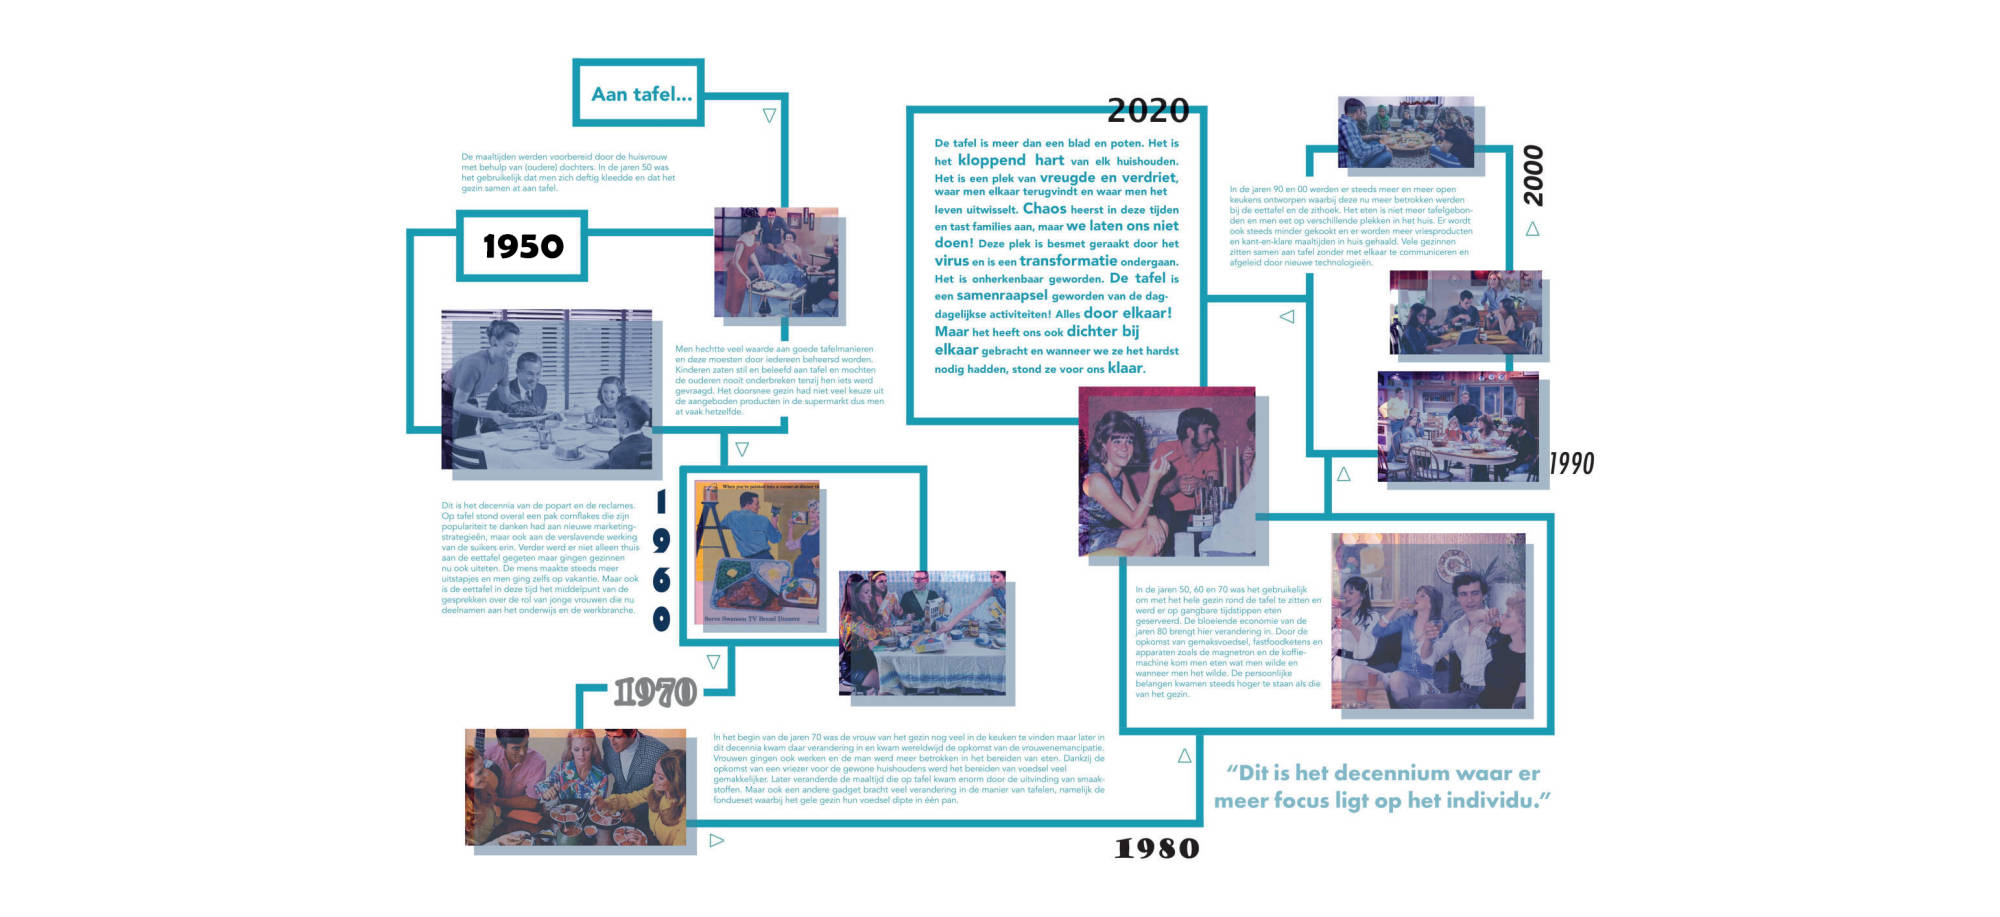 Aan tafel...
De maaltijden werden voorbereid door de huisvrouw
met behulp van (oudere) dochters. In de jaren 50 was
het gebruikelijk dat men zich deftig kleedde en dat het
gezin samen at aan tafel.
1950
Men hechtte veel waarde aan goede tafelmanieren
en deze moesten door iedereen beheersd worden.
Kinderen zaten stil en beleefd aan tafel en mochten
de ouderen nooit onderbreken tenzij hen iets werd
gevraagd. Het doorsnee gezin had niet veel keuze uit
de aangeboden producten in de supermarkt dus men
at vaak hetzelfde.
Dit is het decennia van de popart en de reclames.
Op tafel stond overal een pak cornflakes die zijn
populariteit te danken had aan nieuwe marketing-
strategieën, maar ook aan de verslavende werking
van de suikers erin. Verder werd er niet alleen thuis
aan de eettafel gegeten maar gingen gezinnen
nu ook uiteten. De mens maakte steeds meer
uitstapjes en men ging zelfs op vakantie. Maar ook
is de eettafel in deze tijd het middelpunt van de
gesprekken over de rol van jonge vrouwen die nu
deelnamen aan het onderwijs en de werkbranche.
1960
When you're painted into a corner at dinner
Serve Swanson TV Brand Dinners
1970
In het begin van de jaren 70 was de vrouw van het gezin nog veel in de keuken te vinden maar later in
dit decennia kwam daar verandering in en kwam wereldwijd de opkomst van de vrouwenemancipatie.
Vrouwen gingen ook werken en de man werd meer betrokken in het bereiden van eten. Dankzij de
opkomst van een vriezer voor de gewone huishoudens werd het bereiden van voedsel veel
gemakkelijker. Later veranderde de maaltijd die op tafel kwam enorm door de uitvinding van smaak-
stoffen. Maar ook een andere gadget bracht veel verandering in de manier van tafelen, namelijk de
fondueset waarbij het gele gezin hun voedsel dipte in één pan.
1980
In de jaren 50, 60 en 70 was het gebruikelijk
om met het hele gezin rond de tafel te zitten en
werd er op gangbare tijdstippen eten
geserveerd. De bloeiende economie van de
jaren 80 brengt hier verandering in. Door de
opkomst van gemaksvoedsel, fastfoodketens en
apparaten zoals de magnetron en de koffie-
machine kom men eten wat men wilde en
wanneer men het wilde. De persoonlijke
belangen kwamen steeds hoger te staan als die
van het gezin.
“Dit is het decennium waar er
meer focus ligt op het individu.”
1990
2000
In de jaren 90 en 00 werden er steeds meer en meer open
keukens ontworpen waarbij deze nu meer betrokken werden
bij de eettafel en de zithoek. Het eten is niet meer tafelgebon-
den en men eet op verschillende plekken in het huis. Er wordt
ook steeds minder gekookt en er worden meer vriesproducten
en kant-en-klare maaltijden in huis gehaald. Vele gezinnen
zitten samen aan tafel zonder met elkaar te communiceren en
afgeleid door nieuwe technologieën.
2020
De tafel is meer dan een blad en poten. Het is
het kloppend hart van elk huishouden.
Het is een plek van vreugde en verdriet,
waar men elkaar terugvindt en waar men het
leven uitwisselt. Chaos heerst in deze tijden
en tast families aan, maar we laten ons niet
doen! Deze plek is besmet geraakt door het
virus en is een transformatie ondergaan.
Het is onherkenbaar geworden. De tafel is
een samenraapsel geworden van de dag-
dagelijkse activiteiten! Alles door elkaar!
Maar het heeft ons ook dichter bij
elkaar gebracht en wanneer we ze het hardst
nodig hadden, stond ze voor ons klaar.